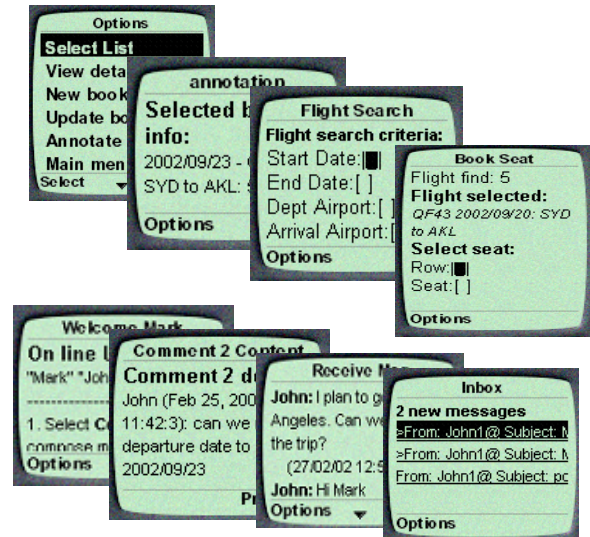 Options
Select List
View deta
New book
Update bo
Annotate
Main men
Select
annotation
Selected b
info:
2002/09/23 -
SYD to AKL:
Options
Flight Search
Flight search criteria:
Start Date:[ ]
End Date:[ ]
Dept Airport:[ ]
Arrival Airport:[
Options
Book Seat
Flight find: 5
Flight selected:
QF43 2002/09/20: SYD
to AKL
Select seat:
Row:[ ]
Seat:[ ]
Options
Welcome Mark
On line
"Mark" "Joh
----------------
1. Select Co
compose m
Options
Comment 2 Content
Comment 2 d
John (Feb 25, 200
11:42:3): can we
departure date to
2002/09/23
Pr
Receive
John: I plan to g
Angeles. Can we
the trip?
(27/02/02 12:5
John: Hi Mark
Options
Inbox
2 new messages
>From: John1@ Subject: M
>From: John1@ Subject: M
From: John1@ Subject: pc
Options